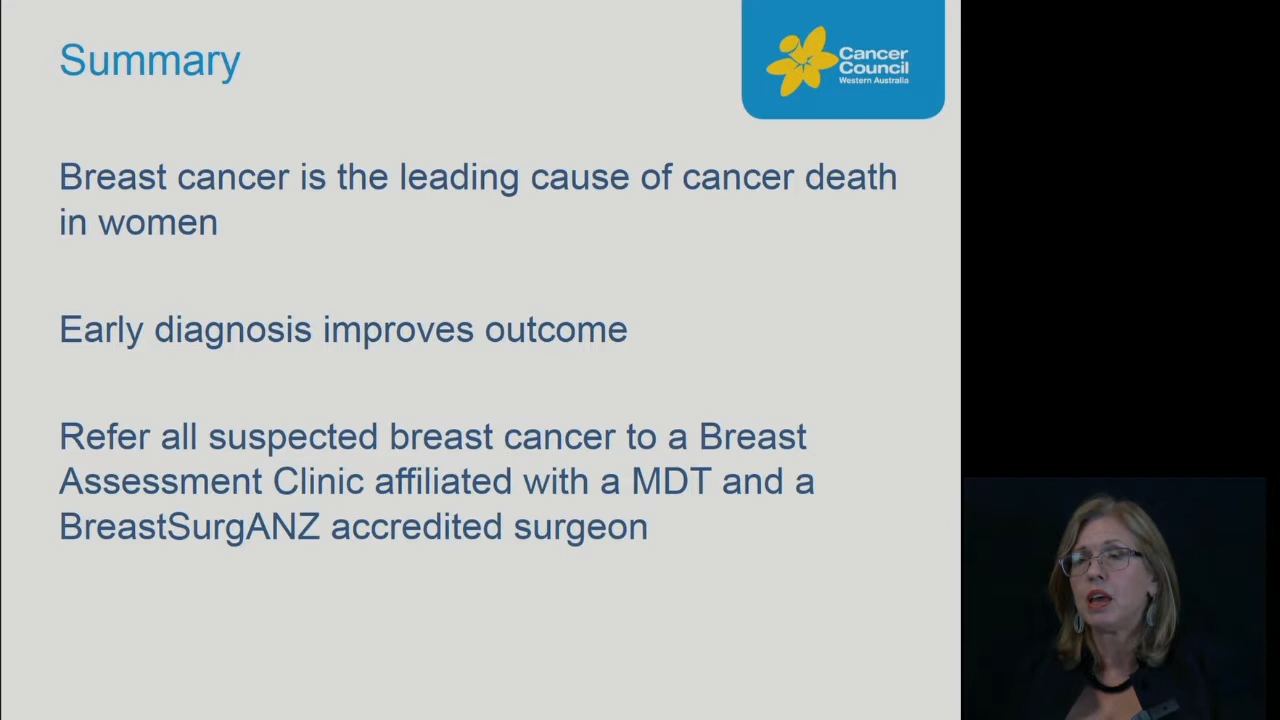 Summary
Cancer
Council
Western Australia
Breast cancer is the leading cause of cancer death
in women
Early diagnosis improves outcome
Refer all suspected breast cancer to a Breast
Assessment Clinic affiliated with a MDT and a
BreastSurgANZ accredited surgeon